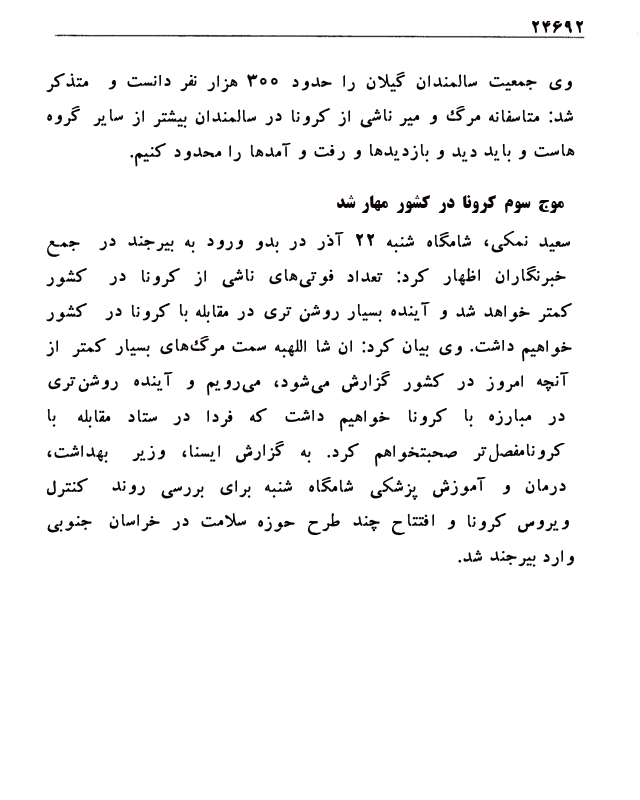 ۲۴۶۹۲
وی جمعیت سالمندان گیلان را حدود ۳۰۰ هزار نفر دانست و متذکر
شد: متاسفانه مرگ و میر ناشی از کرونا در سالمندان بیشتر از سایر گروه
هاست و باید دید و بازدیدها و رفت و آمدها را محدود کنیم.
موج سوم کرونا در کشور مهار شد
سعید نمکی، شامگاه شنبه ۲۲ آذر در بدو ورود به بیرجند در جمع
خبرنگاران اظهار کرد: تعداد فوتی‌های ناشی از کرونا در کشور
کمتر خواهد شد و آینده بسیار روشن تری در مقابله با کرونا در کشور
خواهیم داشت. وی بیان کرد: ان شا اللهبه سمت مرگ‌های بسیار کمتر از
آنچه امروز در کشور گزارش می‌شود، می‌رویم و آینده روشن‌تری
در مبارزه با کرونا خواهیم داشت که فردا در ستاد مقابله با
کرونامفصل‌تر صحبتخواهم کرد. به گزارش ایسنا، وزیر بهداشت،
درمان و آموزش پزشکی شامگاه شنبه برای بررسی روند کنترل
ویروس کرونا و افتتاح چند طرح حوزه سلامت در خراسان جنوبی
وارد بیرجند شد.